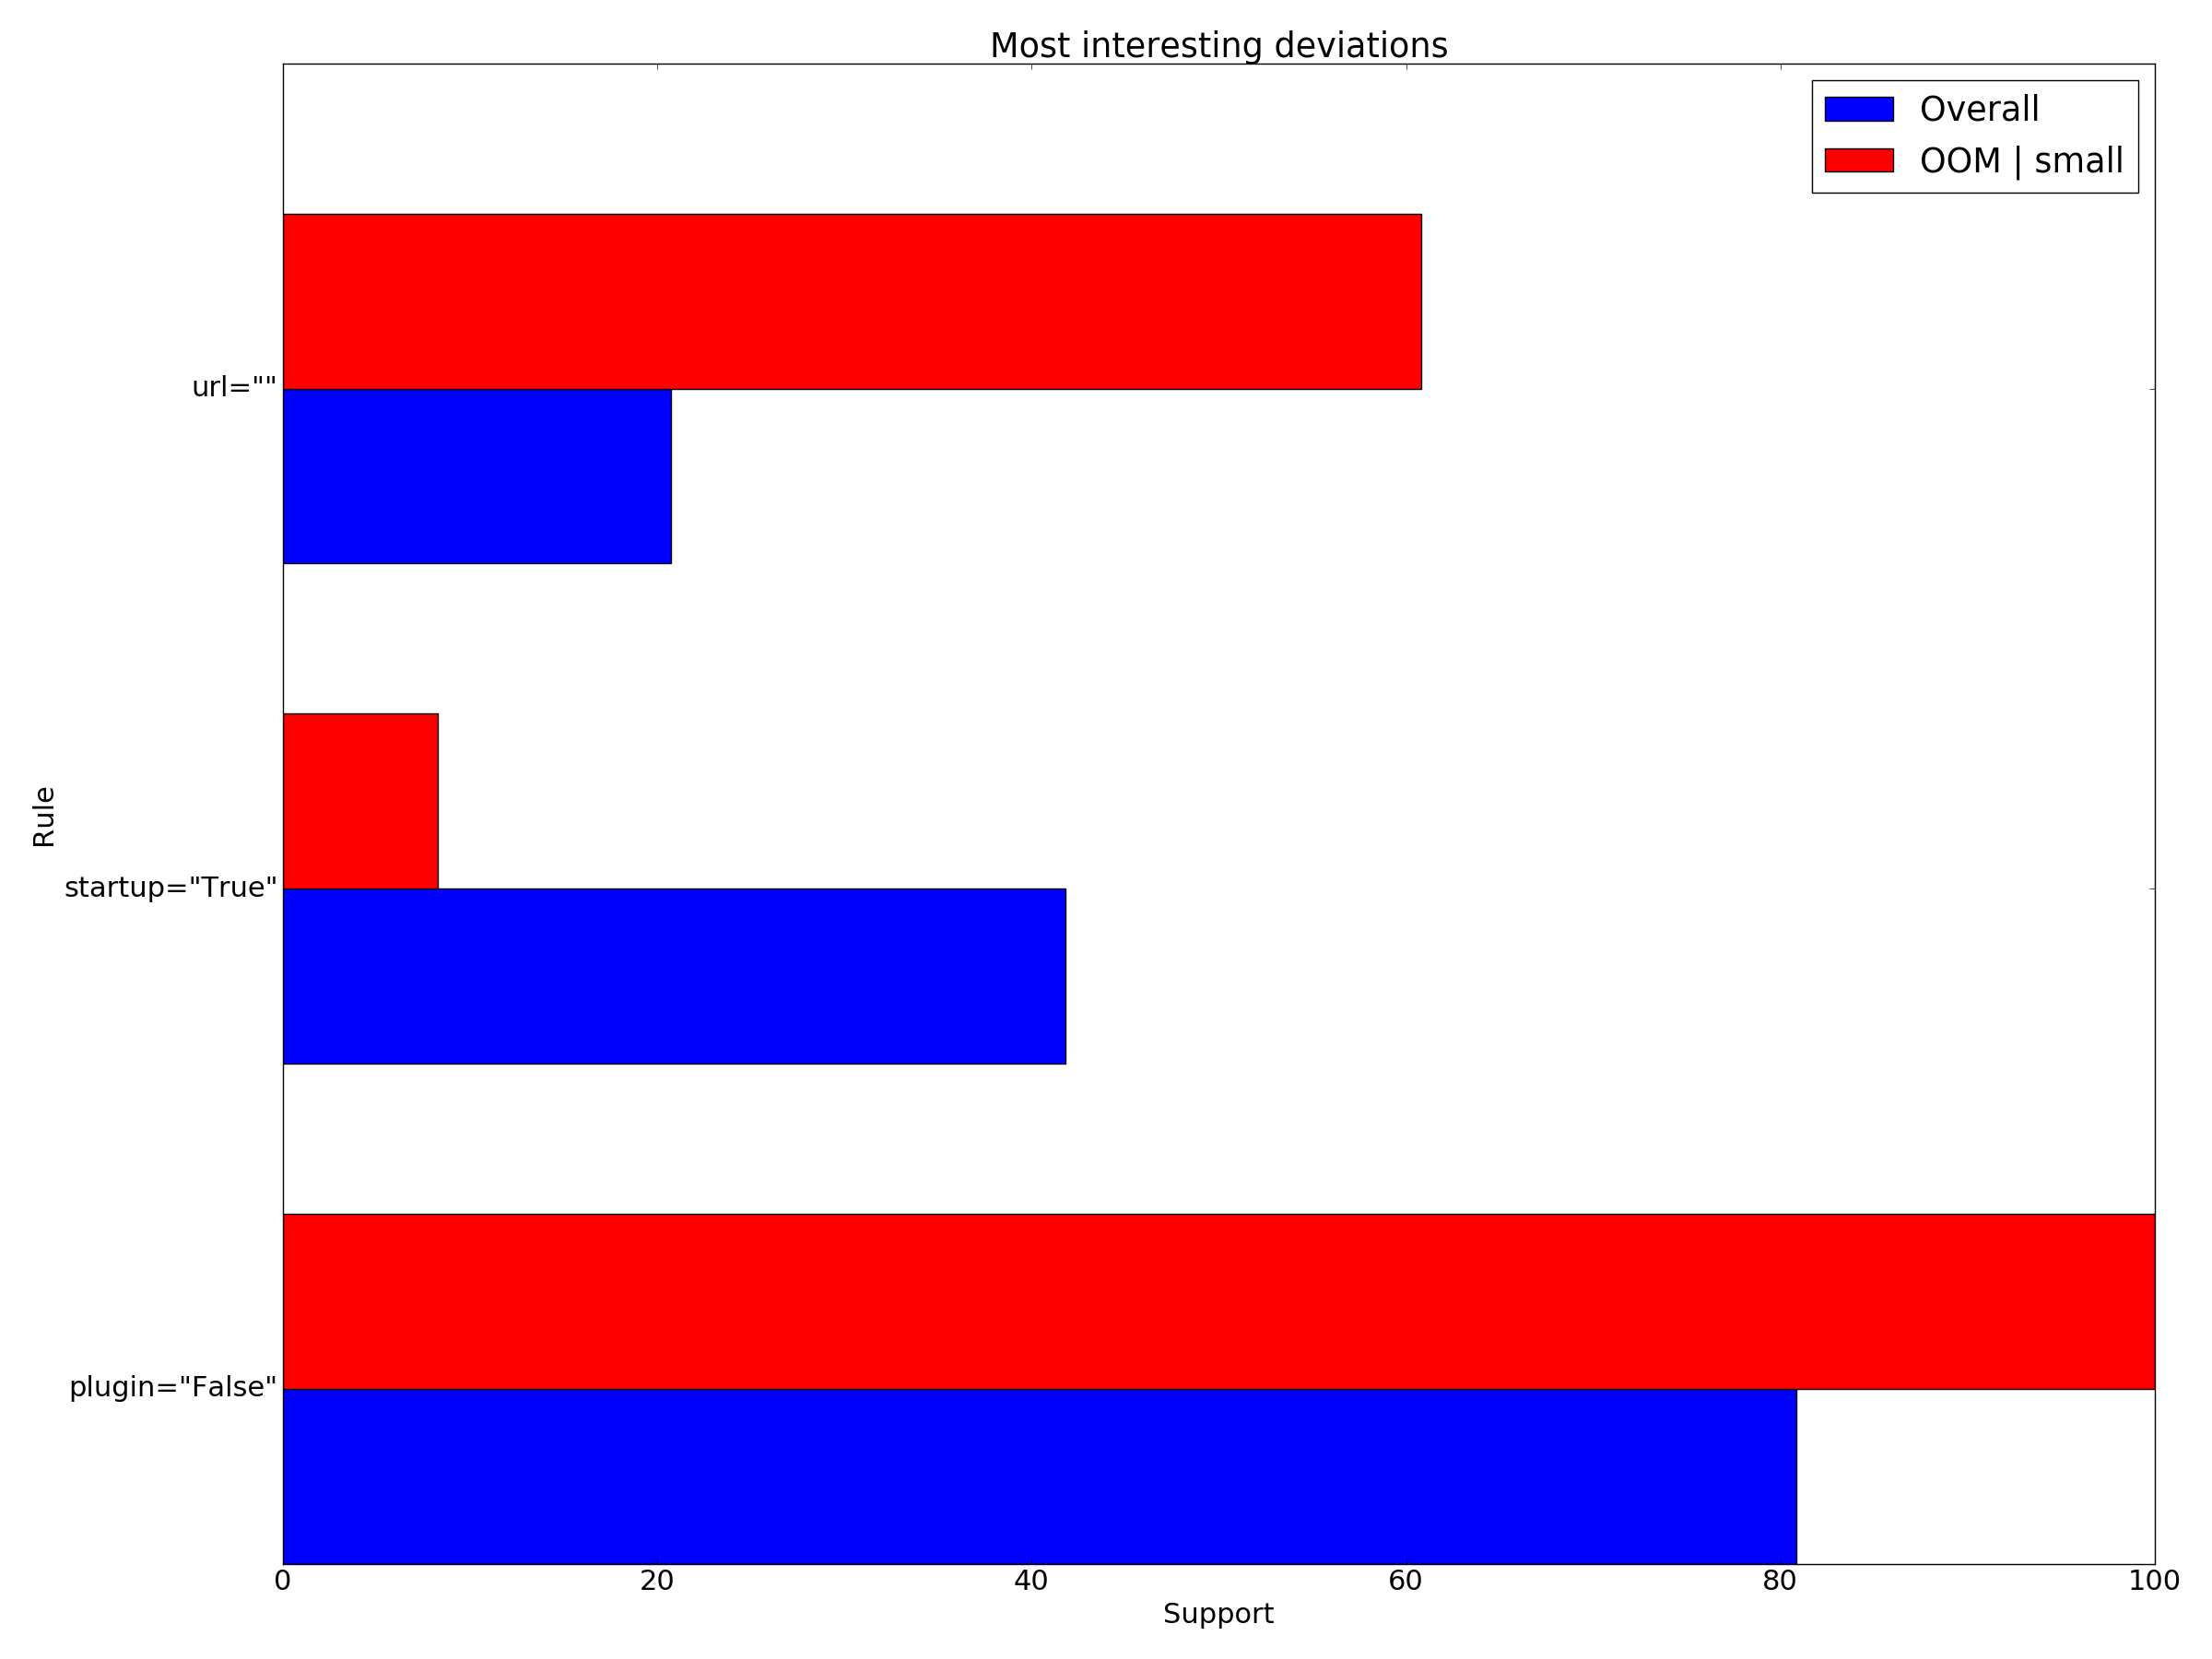 Most interesting deviations
Overall
OOM | small
url=""
startup="True"
plugin="False"
Rule
0 20 40 60 80 100
Support